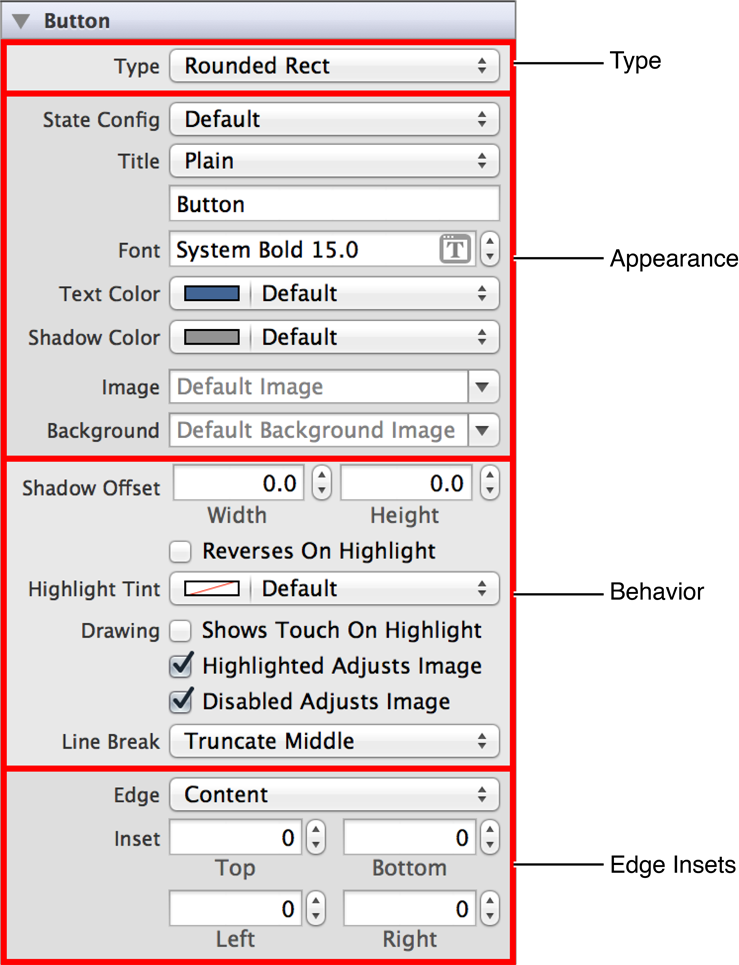 Button
Type Rounded Rect Type
State Config Default
Title Plain
Button
Font System Bold 15.0 T Appearance
Text Color Default
Shadow Color Default
Image Default Image
Background Default Background Image
Shadow Offset 0.0 0.0
Width Height
Reverses On Highlight
Highlight Tint Default Behavior
Drawing Shows Touch On Highlight
Highlighted Adjusts Image
Disabled Adjusts Image
Line Break Truncate Middle
Edge Content
Inset 0 0
Top Bottom Edge Insets
0 0
Left Right